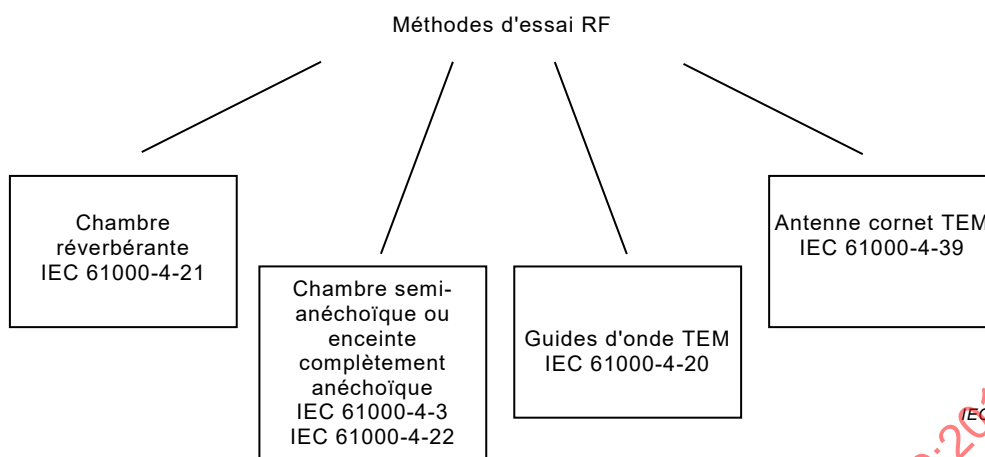 Méthodes d'essai RF
Chambre
réverbérante
IEC 61000-4-21
Chambre semi-
anéchoïque ou
enceinte
complètement
anéchoïque
IEC 61000-4-3
IEC 61000-4-22
Guides d'onde TEM
IEC 61000-4-20
Antenne cornet TEM
IEC 61000-4-39
IEC